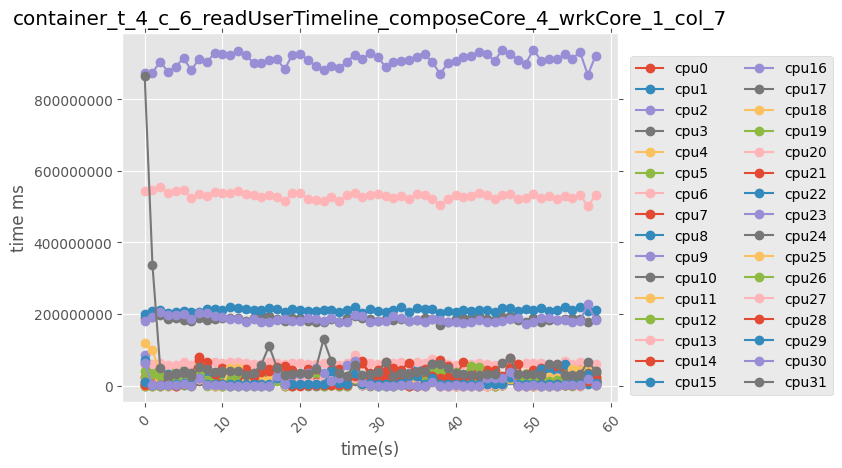 container_t_4_c_6_readUserTimeline_composeCore_4_wrkCore_1_col_7
800000000
600000000
400000000
200000000
0
time ms
0
10
20
30
40
50
60
time(s)
cpu0
cpu1
cpu2
cpu3
cpu4
cpu5
cpu6
cpu7
cpu8
cpu9
cpu10
cpu11
cpu12
cpu13
cpu14
cpu15
cpu16
cpu17
cpu18
cpu19
cpu20
cpu21
cpu22
cpu23
cpu24
cpu25
cpu26
cpu27
cpu28
cpu29
cpu30
cpu31